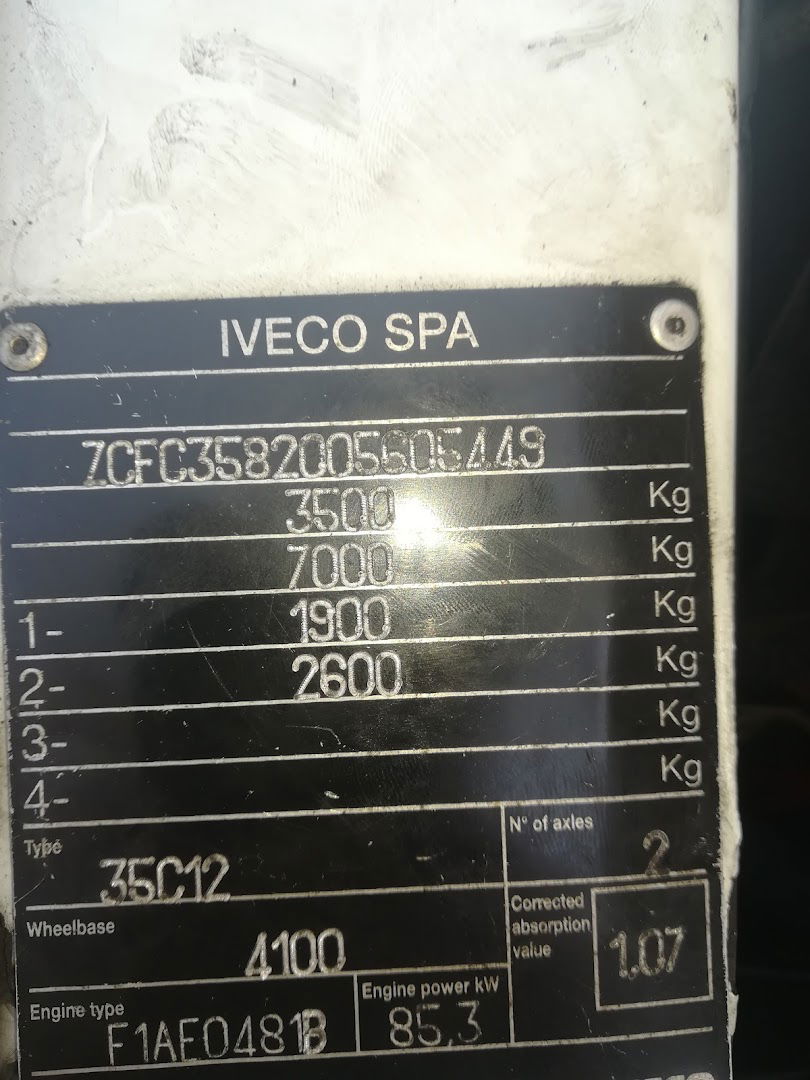 IVECO SPA
ZCFC3582005605449
3500 Kg
7000 Kg
1- 1900 Kg
2- 2600 Kg
3- Kg
4- Kg
Type 35C12
N° of axles 2
Wheelbase 4100
Corrected absorption value 1.07
Engine type F1AE0481B
Engine power kW 85,3